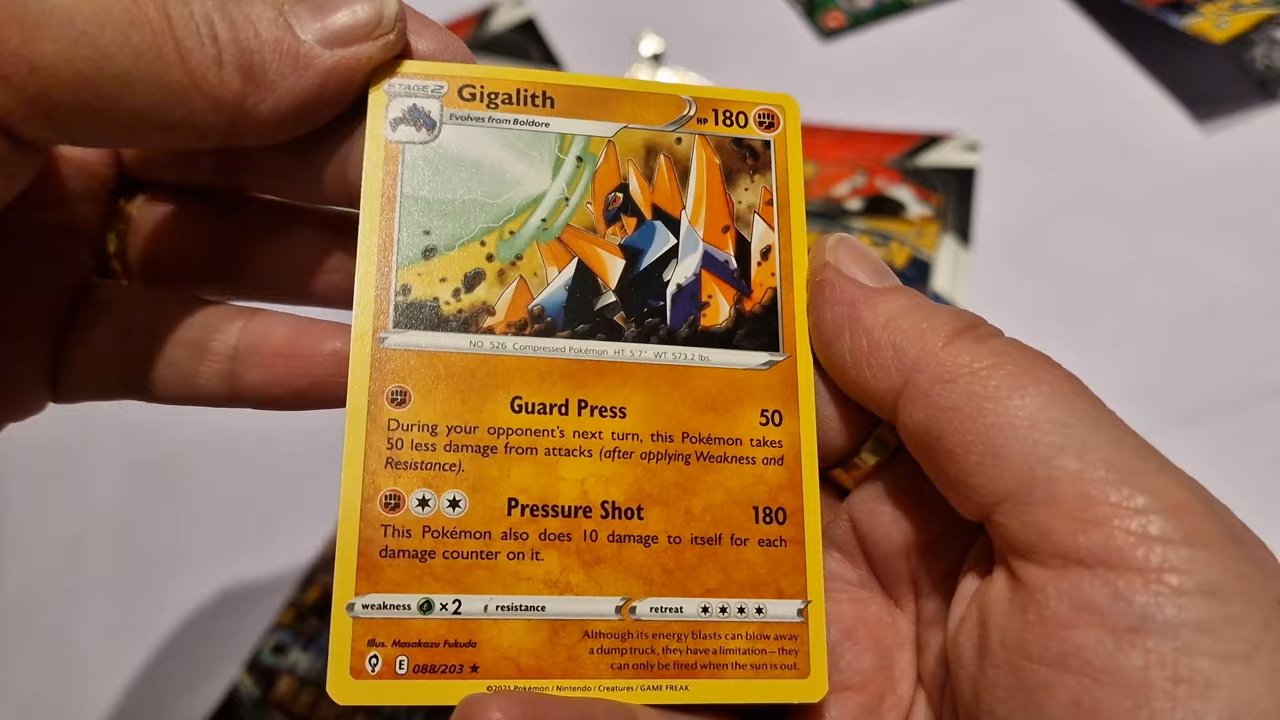 STAGE 2
Gigalith
HP 180
Evolves from Boldore
NO. 526 Compressed Pokémon HT. 5'7" WT. 573.2 lbs.
Guard Press 50
During your opponent's next turn, this Pokémon takes
50 less damage from attacks (after applying Weakness and
Resistance).
Pressure Shot 180
This Pokémon also does 10 damage to itself for each
damage counter on it.
weakness ×2 resistance retreat
Illus. Masakazu Fukuda
E 088/203 ★
Although its energy blasts can blow away
a dump truck, they have a limitation—they
can only be fired when the sun is out.
©2021 Pokémon / Nintendo / Creatures / GAME FREAK